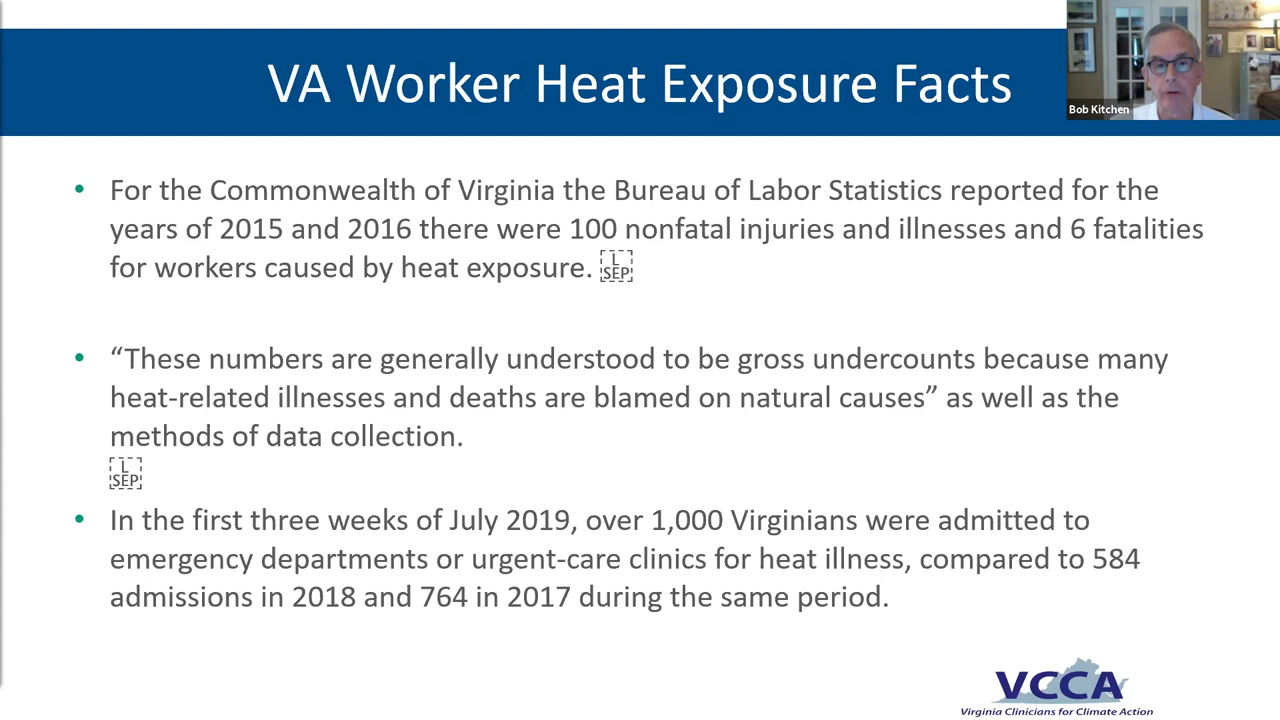 VA Worker Heat Exposure Facts
Bob Kitchen
• For the Commonwealth of Virginia the Bureau of Labor Statistics reported for the
years of 2015 and 2016 there were 100 nonfatal injuries and illnesses and 6 fatalities
for workers caused by heat exposure. L SEP
• “These numbers are generally understood to be gross undercounts because many
heat-related illnesses and deaths are blamed on natural causes” as well as the
methods of data collection.
L SEP
• In the first three weeks of July 2019, over 1,000 Virginians were admitted to
emergency departments or urgent-care clinics for heat illness, compared to 584
admissions in 2018 and 764 in 2017 during the same period.
VCCA
Virginia Clinicians for Climate Action